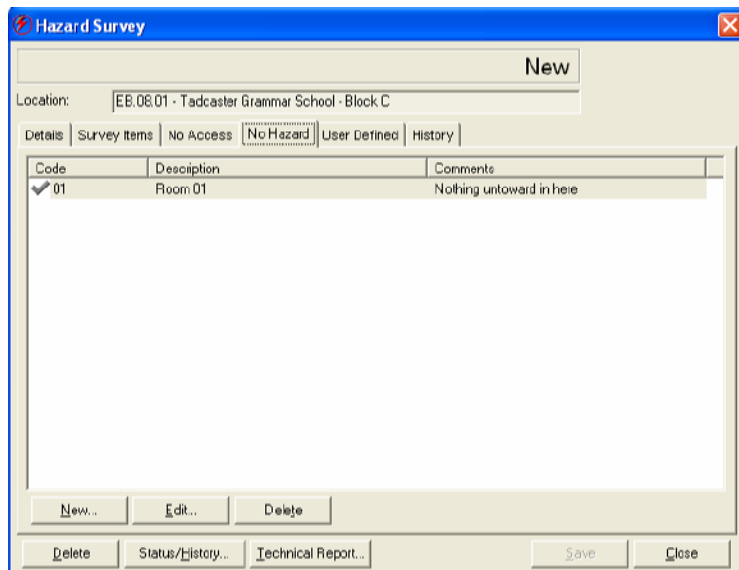 Hazard Survey
New
Location: EB.08.01 - Tadcaster Grammar School - Block C
Details Survey Items No Access No Hazard User Defined History
Code Description Comments
01 Room 01 Nothing untoward in here
New... Edit... Delete
Delete Status/History... Technical Report... Save Close